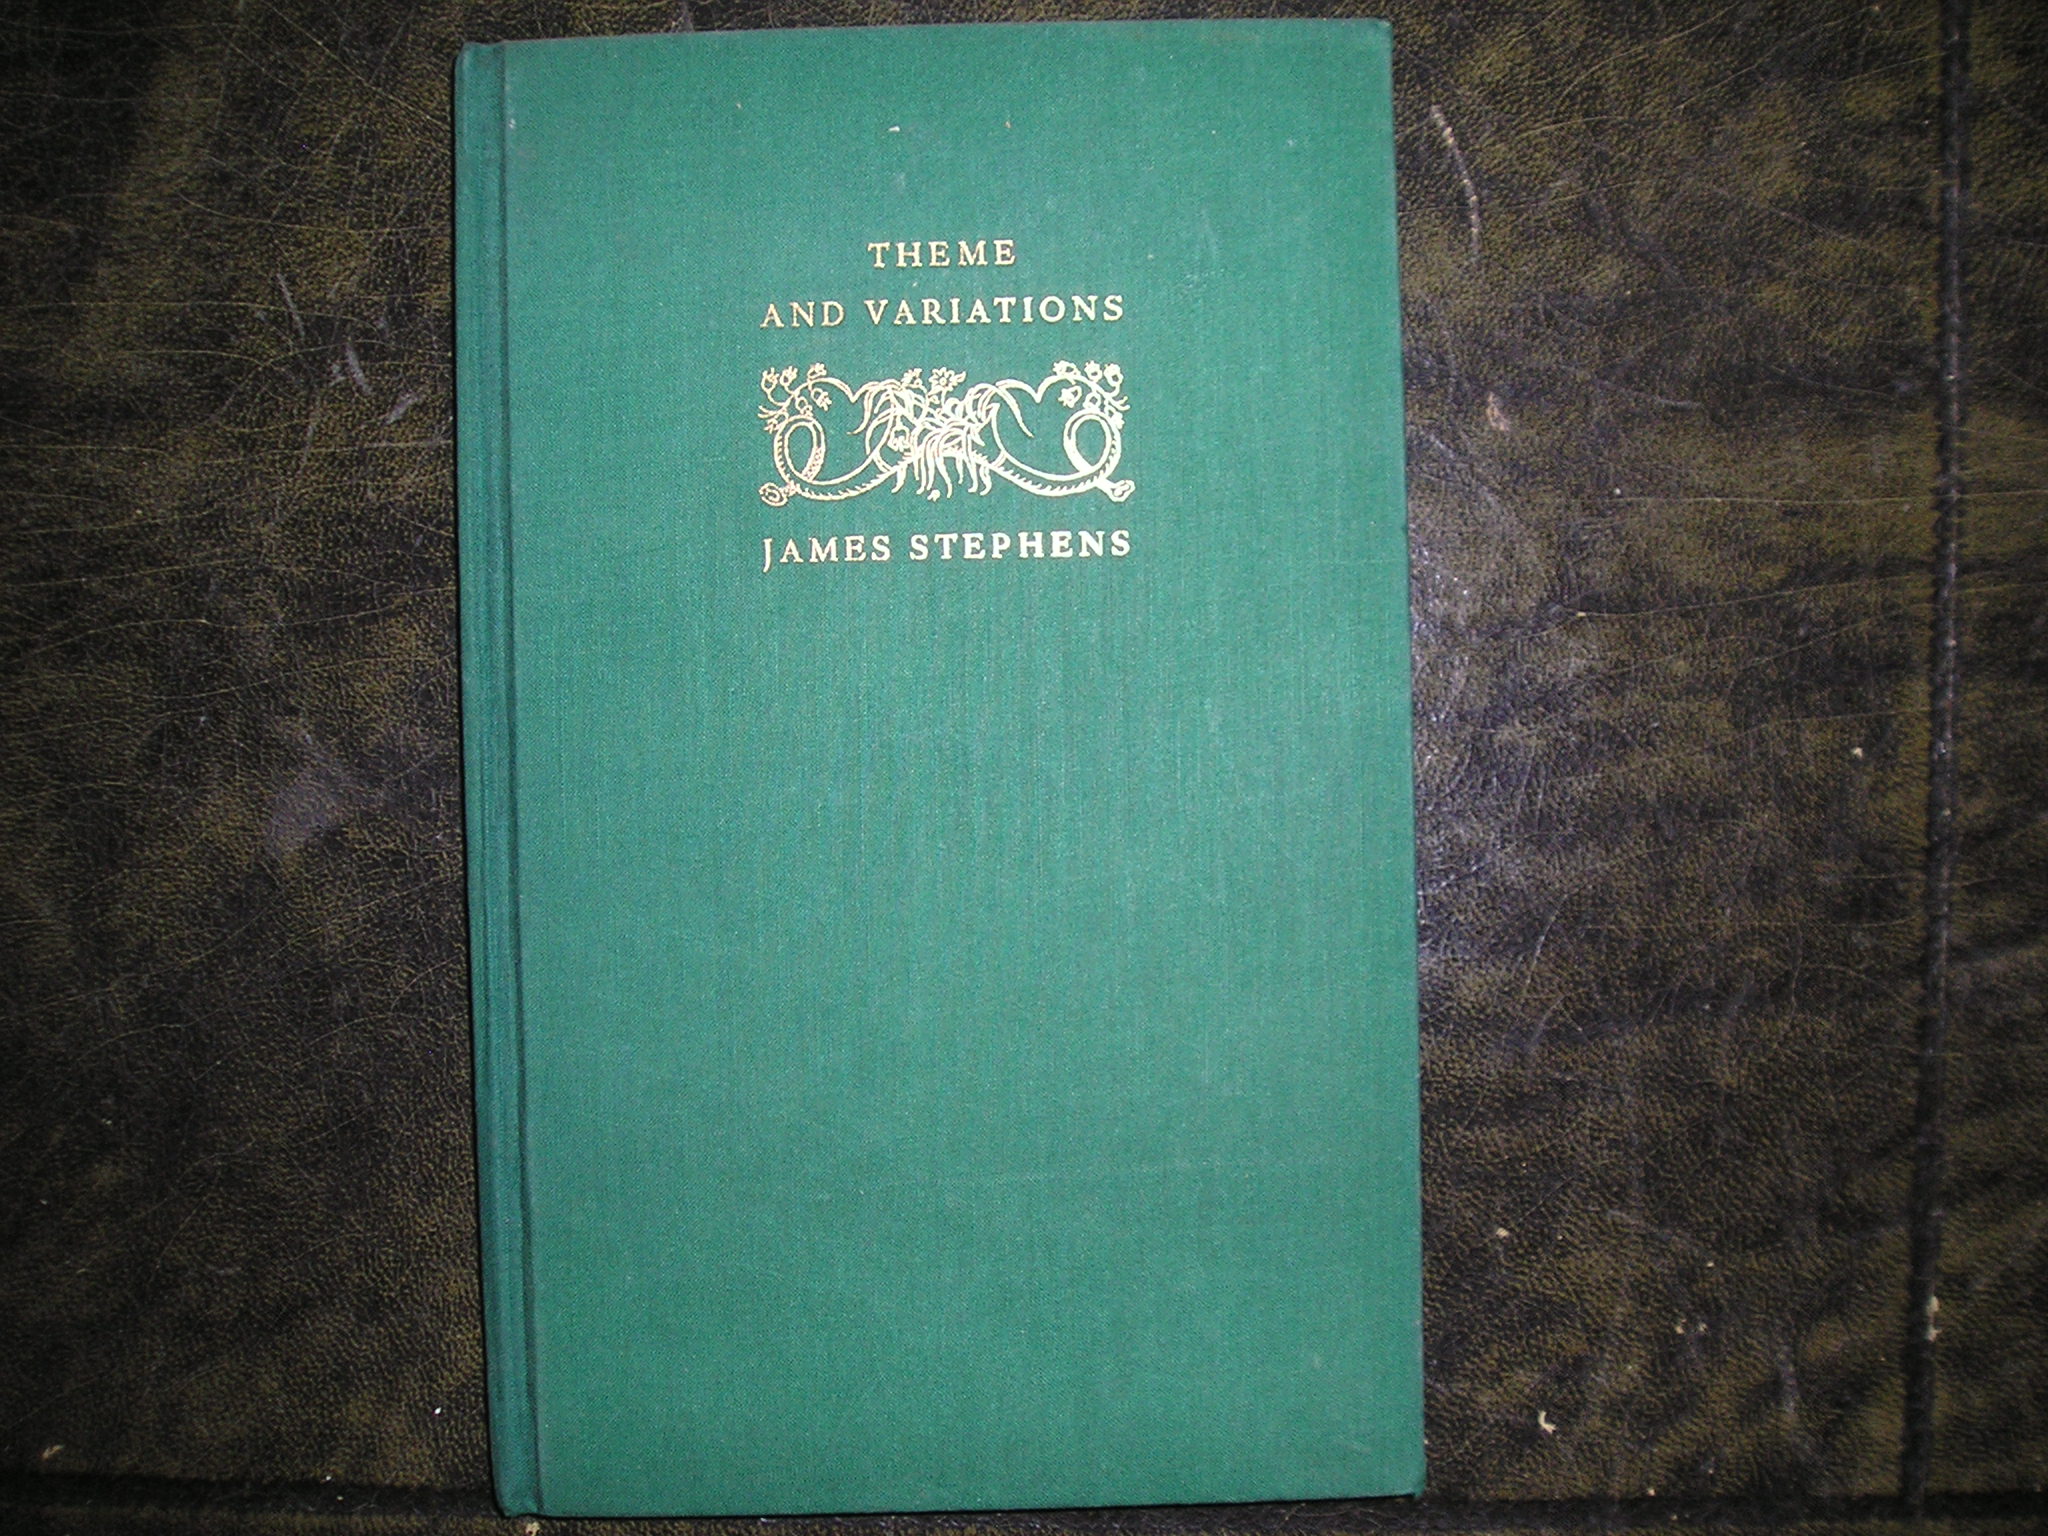 THEME
AND VARIATIONS
JAMES STEPHENS